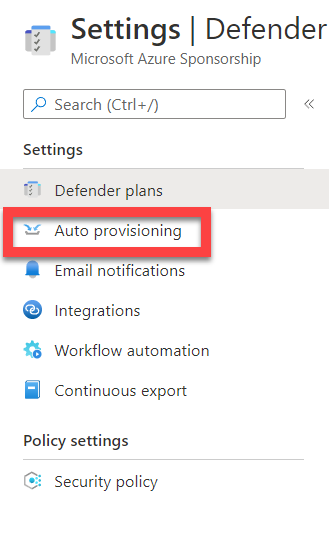 Settings | Defender
Microsoft Azure Sponsorship
Search (Ctrl+/)
Settings
Defender plans
Auto provisioning
Email notifications
Integrations
Workflow automation
Continuous export
Policy settings
Security policy